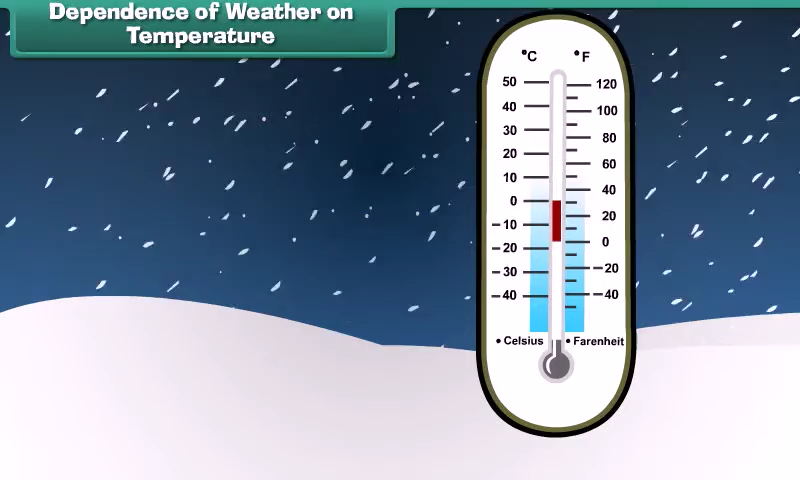 Dependence of Weather on
Temperature
°C °F
50 120
40 100
30 80
20 60
10 40
0 20
-10 0
-20 -20
-30 -40
-40
• Celsius • Farenheit